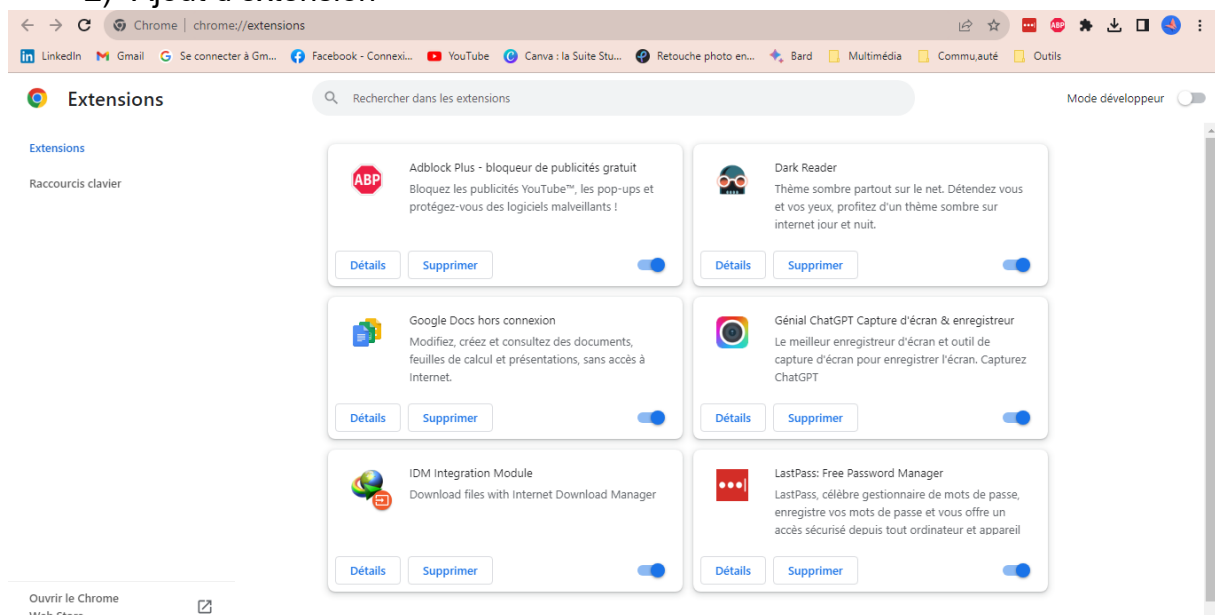 2) Ajout d'extension
Chrome | chrome://extensions
ABP
LinkedIn Gmail Se connecter à Gm... Facebook - Connexi... YouTube Canva : la Suite Stu... Retouche photo en... Bard Multimédia Commu,auté Outils
Extensions
Rechercher dans les extensions
Mode développeur
Extensions
Raccourcis clavier
ABP
Adblock Plus - bloqueur de publicités gratuit
Bloquez les publicités YouTube™, les pop-ups et
protégez-vous des logiciels malveillants !
Détails Supprimer
Dark Reader
Thème sombre partout sur le net. Détendez vous
et vos yeux, profitez d'un thème sombre sur
internet jour et nuit.
Détails Supprimer
Google Docs hors connexion
Modifiez, créez et consultez des documents,
feuilles de calcul et présentations, sans accès à
Internet.
Détails Supprimer
Génial ChatGPT Capture d'écran & enregistreur
Le meilleur enregistreur d'écran et outil de
capture d'écran pour enregistrer l'écran. Capturez
ChatGPT
Détails Supprimer
IDM Integration Module
Download files with Internet Download Manager
Détails Supprimer
LastPass: Free Password Manager
LastPass, célèbre gestionnaire de mots de passe,
enregistre vos mots de passe et vous offre un
accès sécurisé depuis tout ordinateur et appareil
Détails Supprimer
Ouvrir le Chrome
Web Store